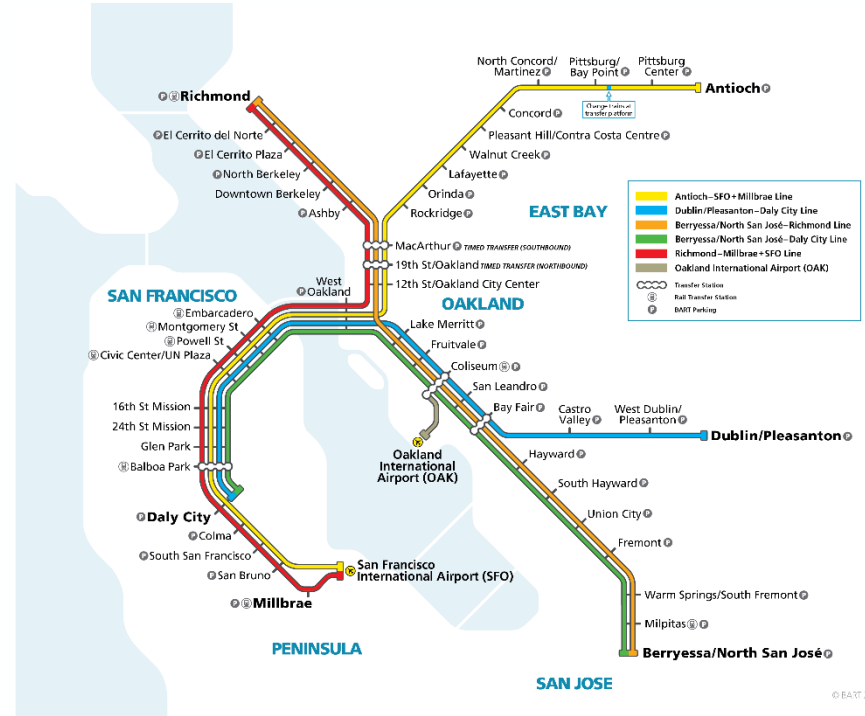 Richmond
El Cerrito del Norte
El Cerrito Plaza
North Berkeley
Downtown Berkeley
Ashby
North Concord/
Martinez
Pittsburg/
Bay Point
Pittsburg
Center
Antioch
Change trains at
transfer platform
Concord
Pleasant Hill/Contra Costa Centre
Walnut Creek
Lafayette
Orinda
Rockridge
EAST BAY
MacArthur TIMED TRANSFER (SOUTHBOUND)
19th St/Oakland TIMED TRANSFER (NORTHBOUND)
12th St/Oakland City Center
OAKLAND
Antioch–SFO+Millbrae Line
Dublin/Pleasanton–Daly City Line
Berryessa/North San José–Richmond Line
Berryessa/North San José–Daly City Line
Richmond–Millbrae+SFO Line
Oakland International Airport (OAK)
Transfer Station
Rail Transfer Station
P BART Parking
West
Oakland
SAN FRANCISCO
Embarcadero
Montgomery St
Powell St
Civic Center/UN Plaza
16th St Mission
24th St Mission
Glen Park
Balboa Park
Daly City
Colma
South San Francisco
San Bruno
Millbrae
San Francisco
International Airport (SFO)
PENINSULA
Lake Merritt
Fruitvale
Coliseum
San Leandro
Bay Fair
Oakland
International
Airport (OAK)
Castro
Valley
West Dublin/
Pleasanton
Dublin/Pleasanton
Hayward
South Hayward
Union City
Fremont
Warm Springs/South Fremont
Milpitas
Berryessa/North San José
SAN JOSE
© BART